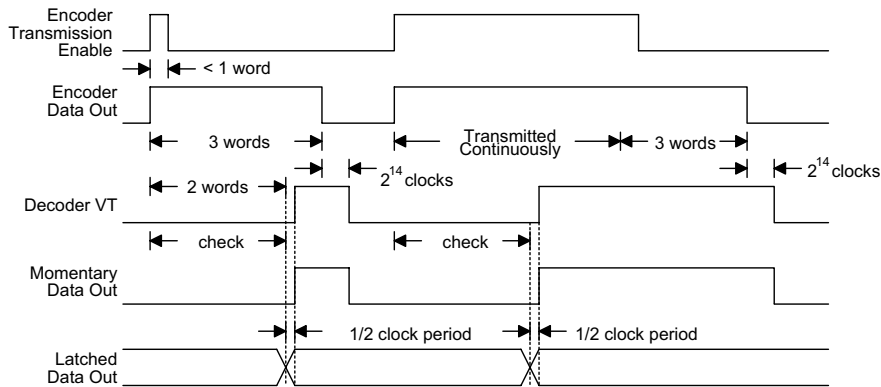 Encoder
Transmission
Enable
< 1 word
Encoder
Data Out
3 words
Transmitted
Continuously
3 words
2^14 clocks
2^14 clocks
2 words
Decoder VT
check
check
Momentary
Data Out
1/2 clock period
1/2 clock period
Latched
Data Out